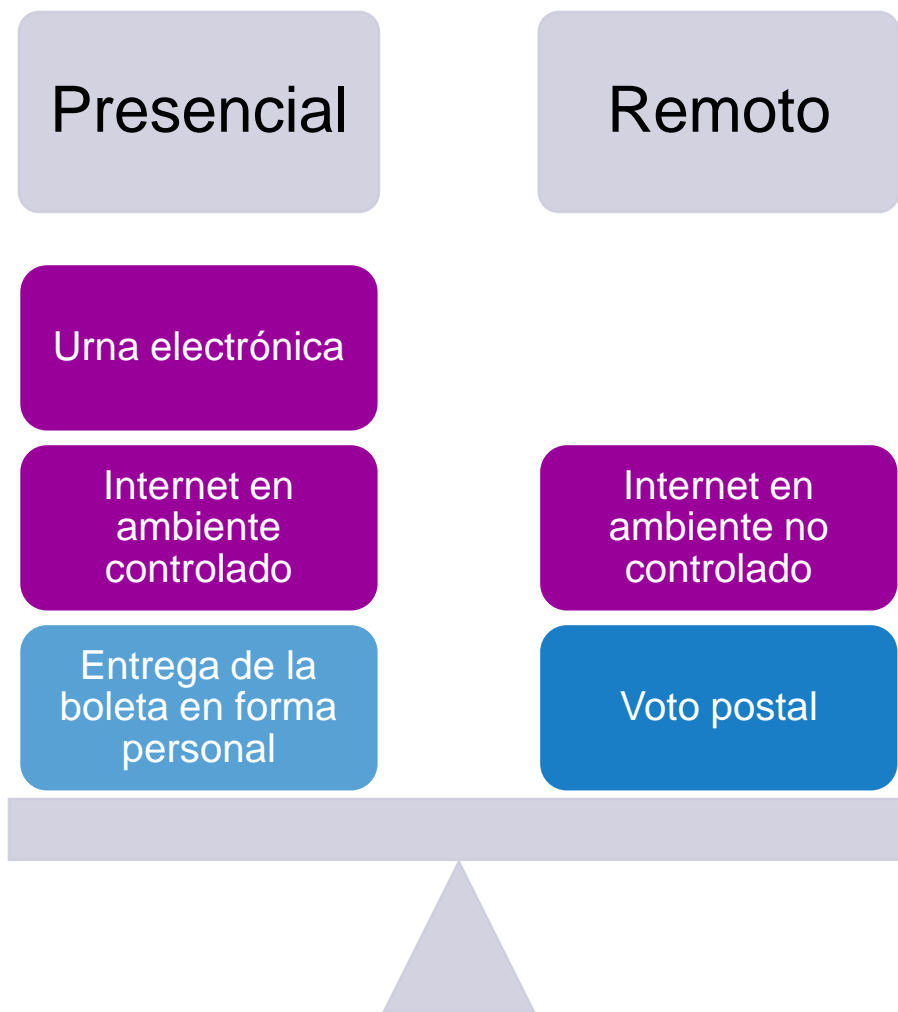 Presencial
Remoto
Urna electrónica
Internet en
ambiente
controlado
Internet en
ambiente no
controlado
Entrega de la
boleta en forma
personal
Voto postal